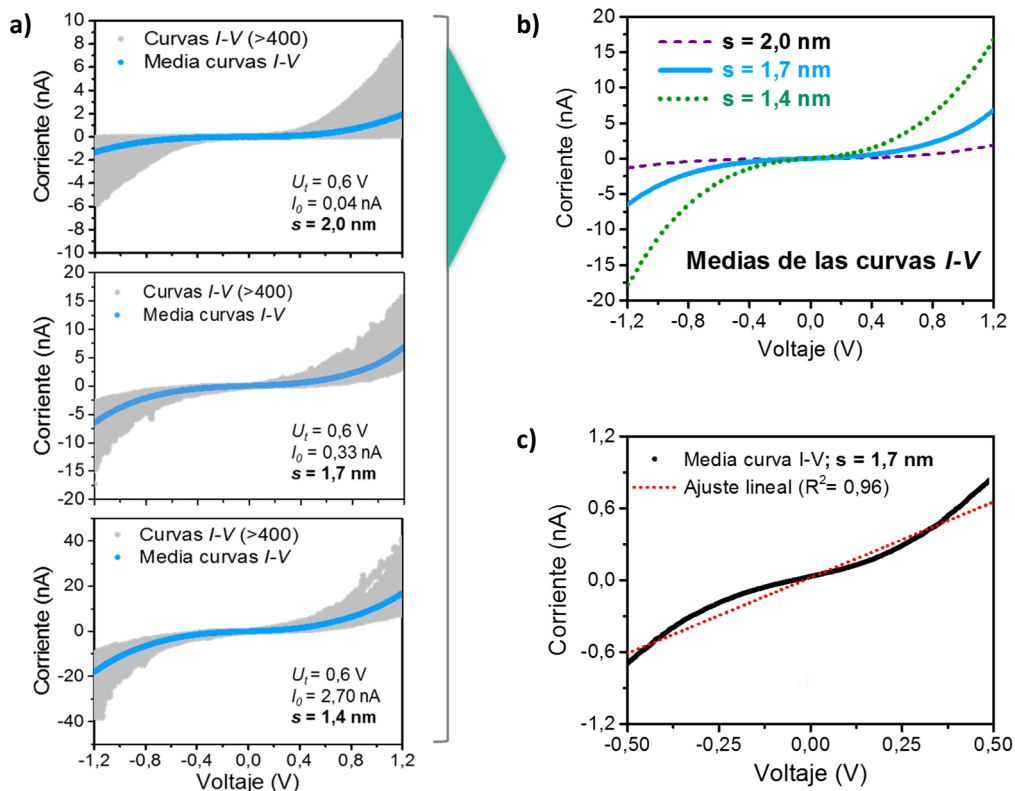 a)
Corriente (nA)
10
8
6
4
2
0
-2
-4
-6
-8
10
Curvas I-V (>400)
Media curvas I-V
U_t = 0,6 V
I_0 = 0,04 nA
s = 2,0 nm
Corriente (nA)
20
15
10
5
0
-5
-10
-15
20
Curvas I-V (>400)
Media curvas I-V
U_t = 0,6 V
I_0 = 0,33 nA
s = 1,7 nm
Corriente (nA)
40
20
0
-20
-40
Curvas I-V (>400)
Media curvas I-V
U_t = 0,6 V
I_0 = 2,70 nA
s = 1,4 nm
-1,2 -0,8 -0,4 0,0 0,4 0,8 1,2
Voltaje (V)
b)
Corriente (nA)
20
15
10
5
0
-5
-10
-15
-20
s = 2,0 nm
s = 1,7 nm
s = 1,4 nm
Medias de las curvas I-V
-1,2 -0,8 -0,4 0,0 0,4 0,8 1,2
Voltaje (V)
c)
Corriente (nA)
1,2
0,6
0,0
-0,6
-1,2
Media curva I-V; s = 1,7 nm
Ajuste lineal (R²= 0,96)
-0,50 -0,25 0,00 0,25 0,50
Voltaje (V)